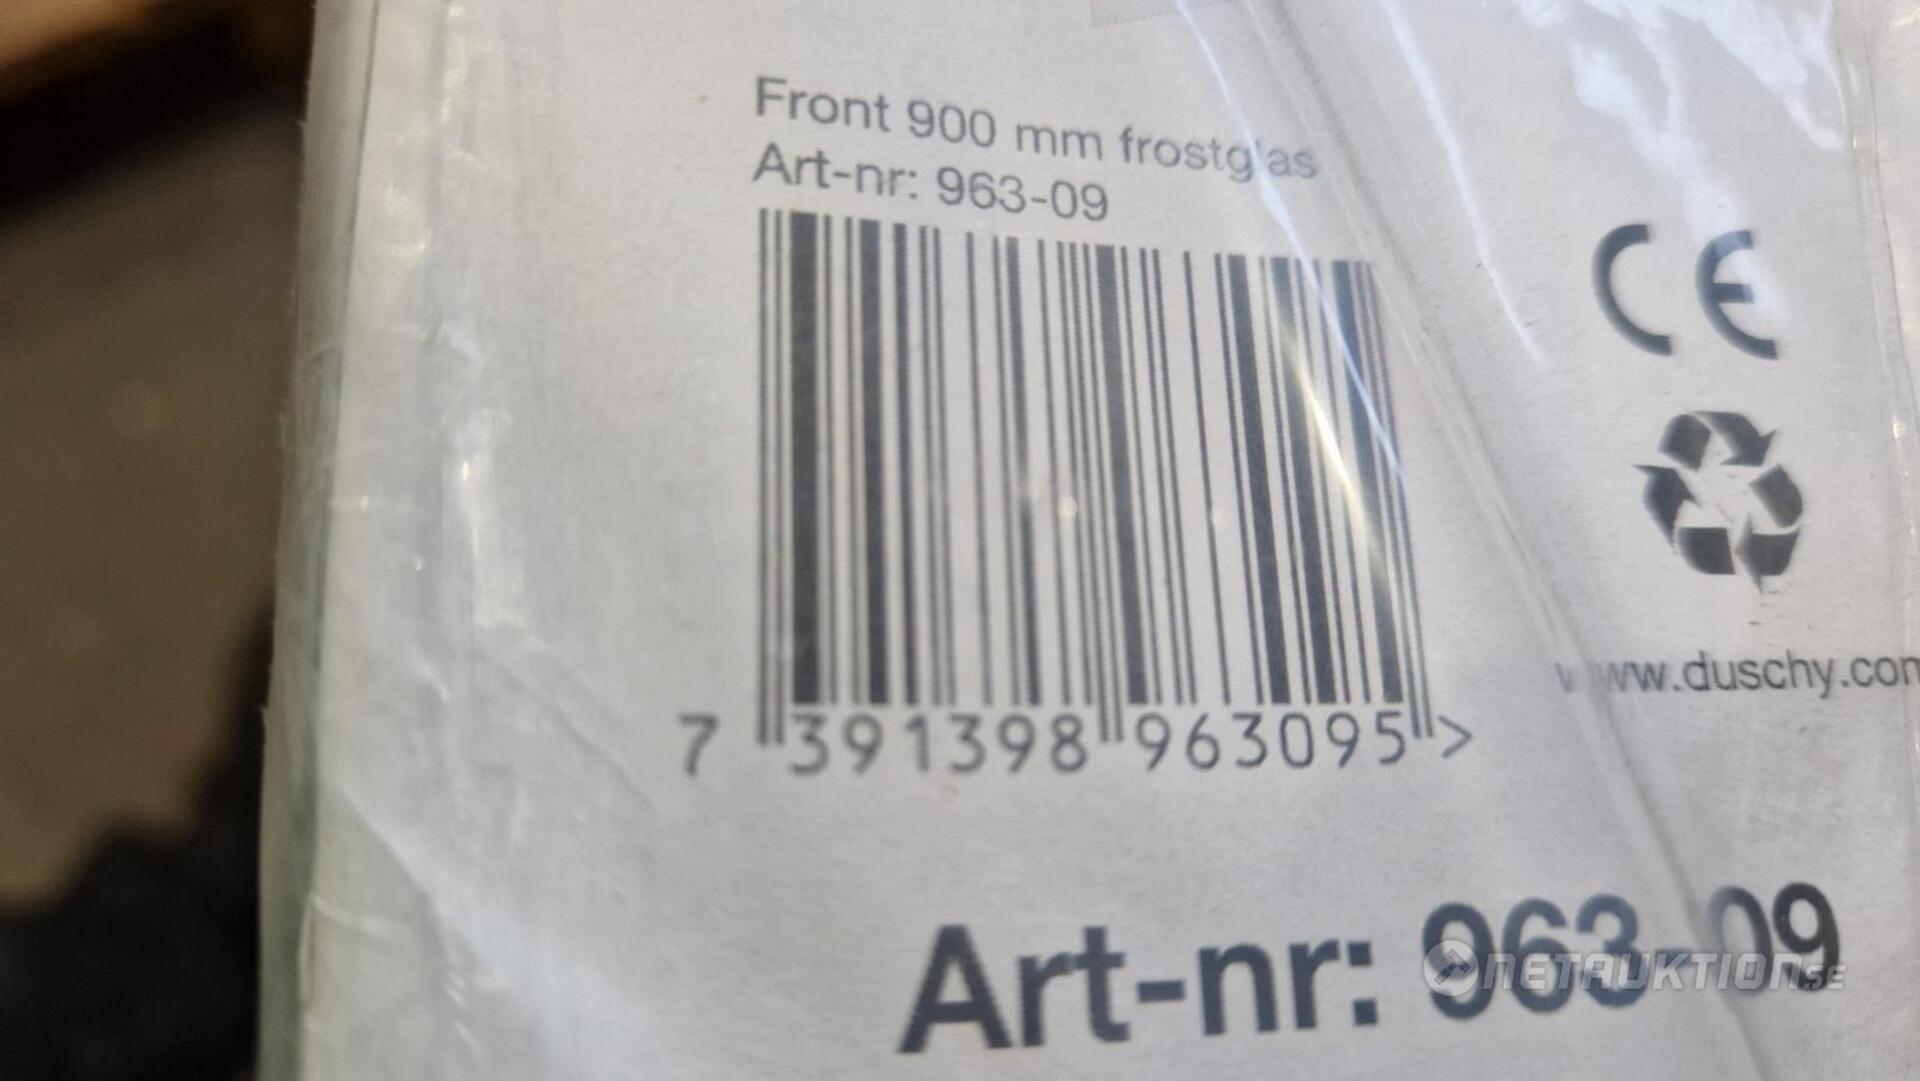 Front 900 mm frostglas
Art-nr: 963-09
CE
www.duschy.com
7 391398 963095 >
Art-nr: 963-09
NETAUKTION.SE